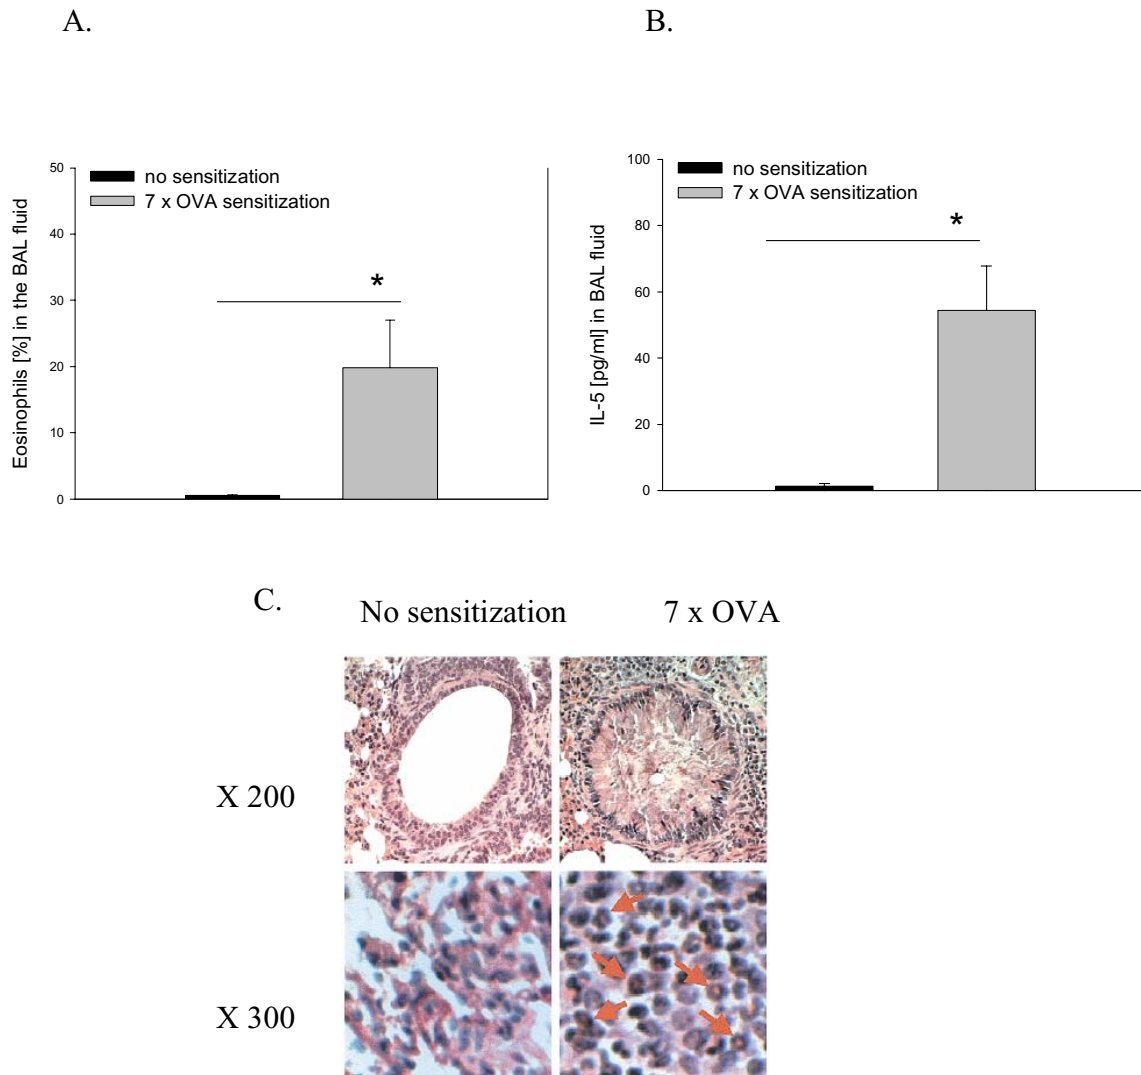 A.
50
40
30
20
10
0
Eosinophils [%] in the BAL fluid
no sensitization
7 x OVA sensitization
*
B.
100
80
60
40
20
0
IL-5 [pg/ml] in BAL fluid
no sensitization
7 x OVA sensitization
*
C.
No sensitization 7 x OVA
X 200
X 300